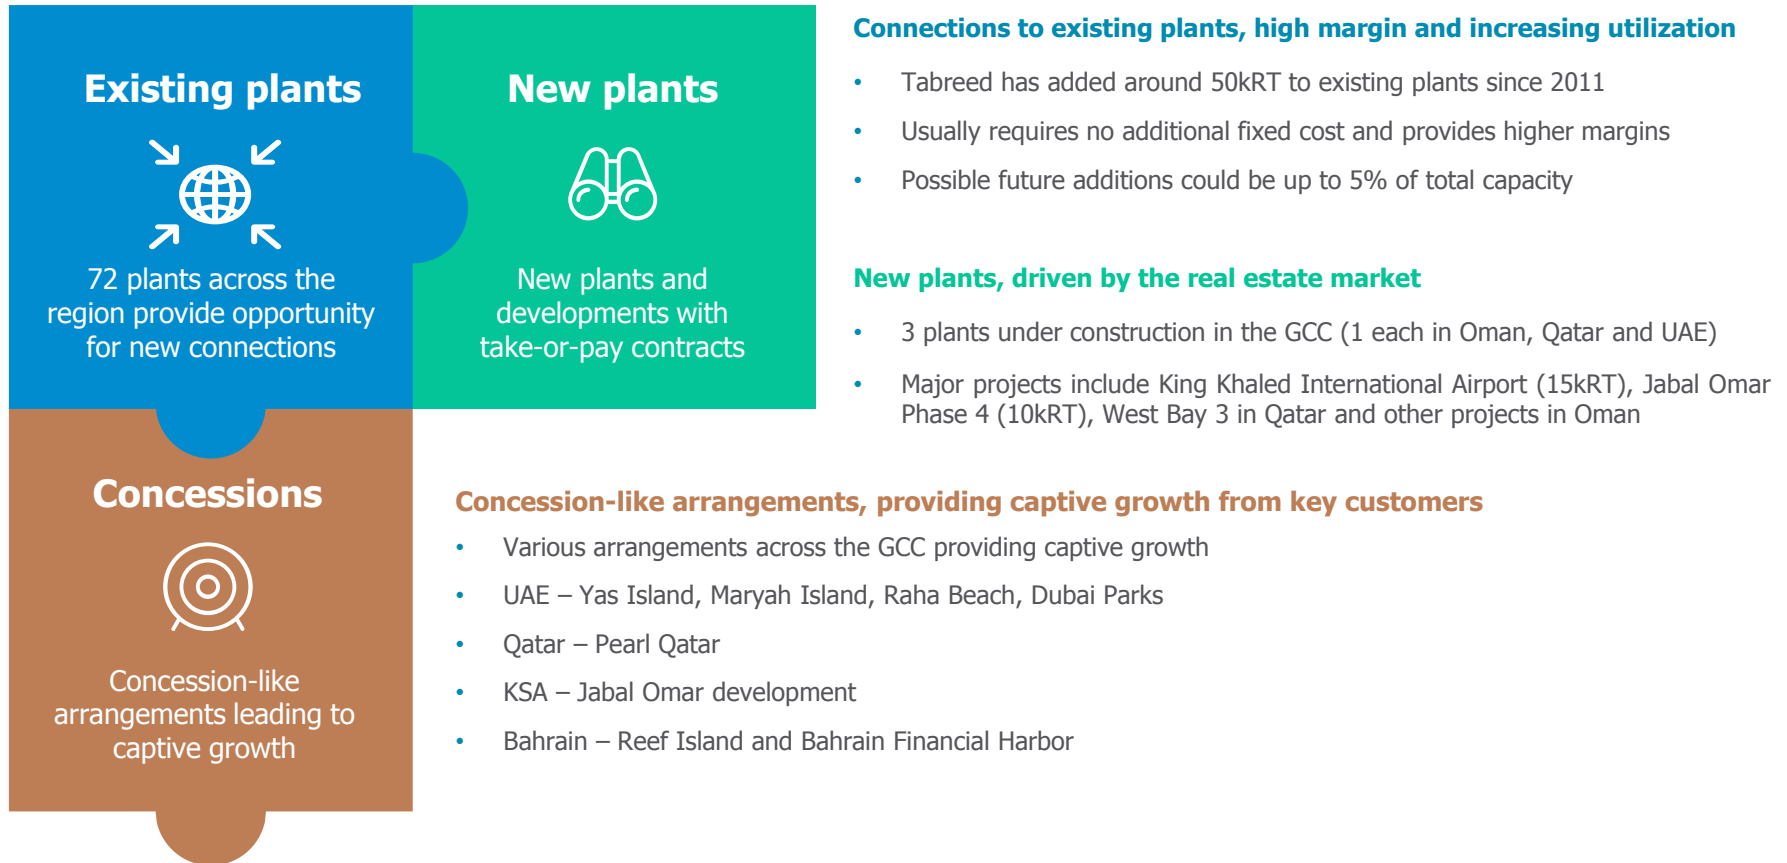 Existing plants
72 plants across the
region provide opportunity
for new connections
New plants
New plants and
developments with
take-or-pay contracts
Connections to existing plants, high margin and increasing utilization
• Tabreed has added around 50kRT to existing plants since 2011
• Usually requires no additional fixed cost and provides higher margins
• Possible future additions could be up to 5% of total capacity
New plants, driven by the real estate market
• 3 plants under construction in the GCC (1 each in Oman, Qatar and UAE)
• Major projects include King Khaled International Airport (15kRT), Jabal Omar
Phase 4 (10kRT), West Bay 3 in Qatar and other projects in Oman
Concessions
Concession-like
arrangements leading to
captive growth
Concession-like arrangements, providing captive growth from key customers
• Various arrangements across the GCC providing captive growth
• UAE – Yas Island, Maryah Island, Raha Beach, Dubai Parks
• Qatar – Pearl Qatar
• KSA – Jabal Omar development
• Bahrain – Reef Island and Bahrain Financial Harbor